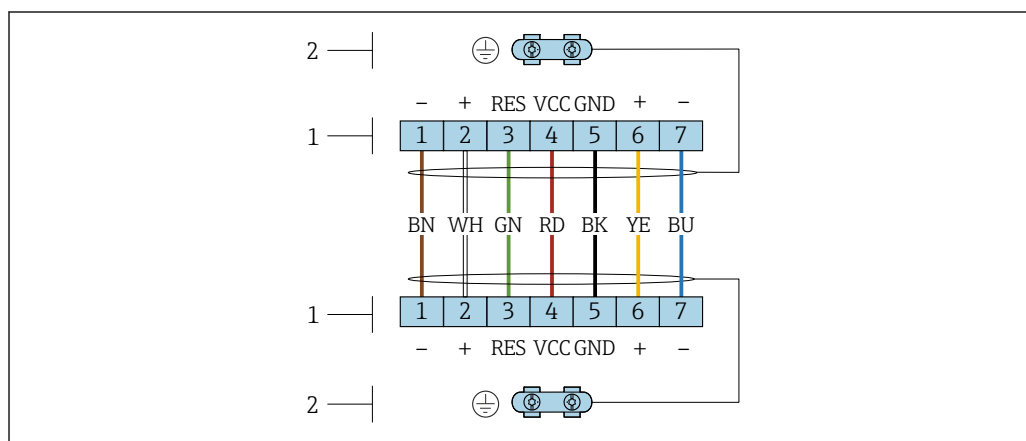 2
− + RES VCC GND + −
1 1 2 3 4 5 6 7
BN WH GN RD BK YE BU
1 1 2 3 4 5 6 7
− + RES VCC GND + −
2